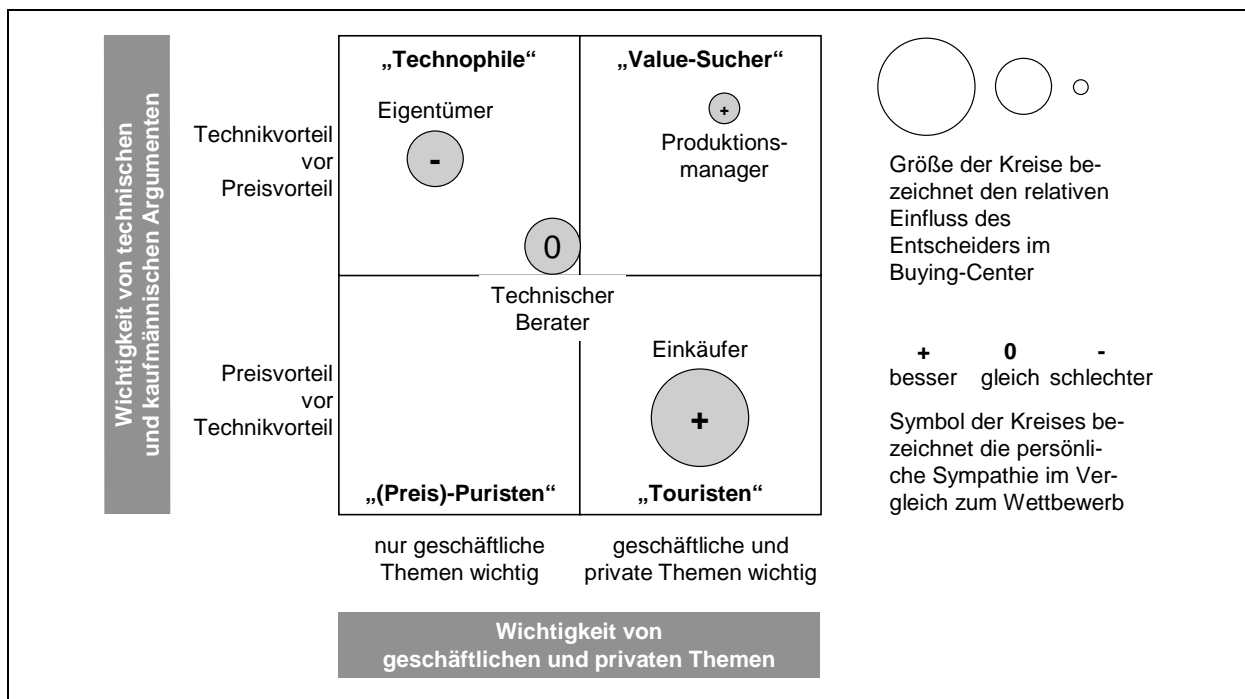 Wichtigkeit von technischen
und kaufmännischen Argumenten
Technikvorteil
vor
Preisvorteil
Preisvorteil
vor
Technikvorteil
„Technophile“
Eigentümer
-
0
Technischer
Berater
„Value-Sucher“
+
Produktions-
manager
Einkäufer
+
„(Preis)-Puristen“
„Touristen“
nur geschäftliche
Themen wichtig
geschäftliche und
private Themen wichtig
Wichtigkeit von
geschäftlichen und privaten Themen
Größe der Kreise be-
zeichnet den relativen
Einfluss des
Entscheiders im
Buying-Center
+ 0 -
besser gleich schlechter
Symbol der Kreises be-
zeichnet die persönli-
che Sympathie im Ver-
gleich zum Wettbewerb